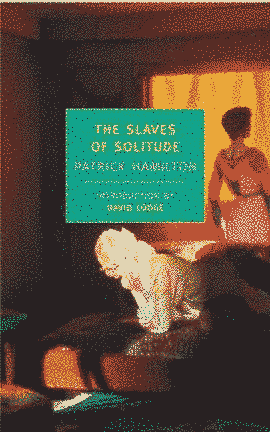 THE SLAVES
OF SOLITUDE
PATRICK HAMILTON
INTRODUCTION BY
DAVID LODGE